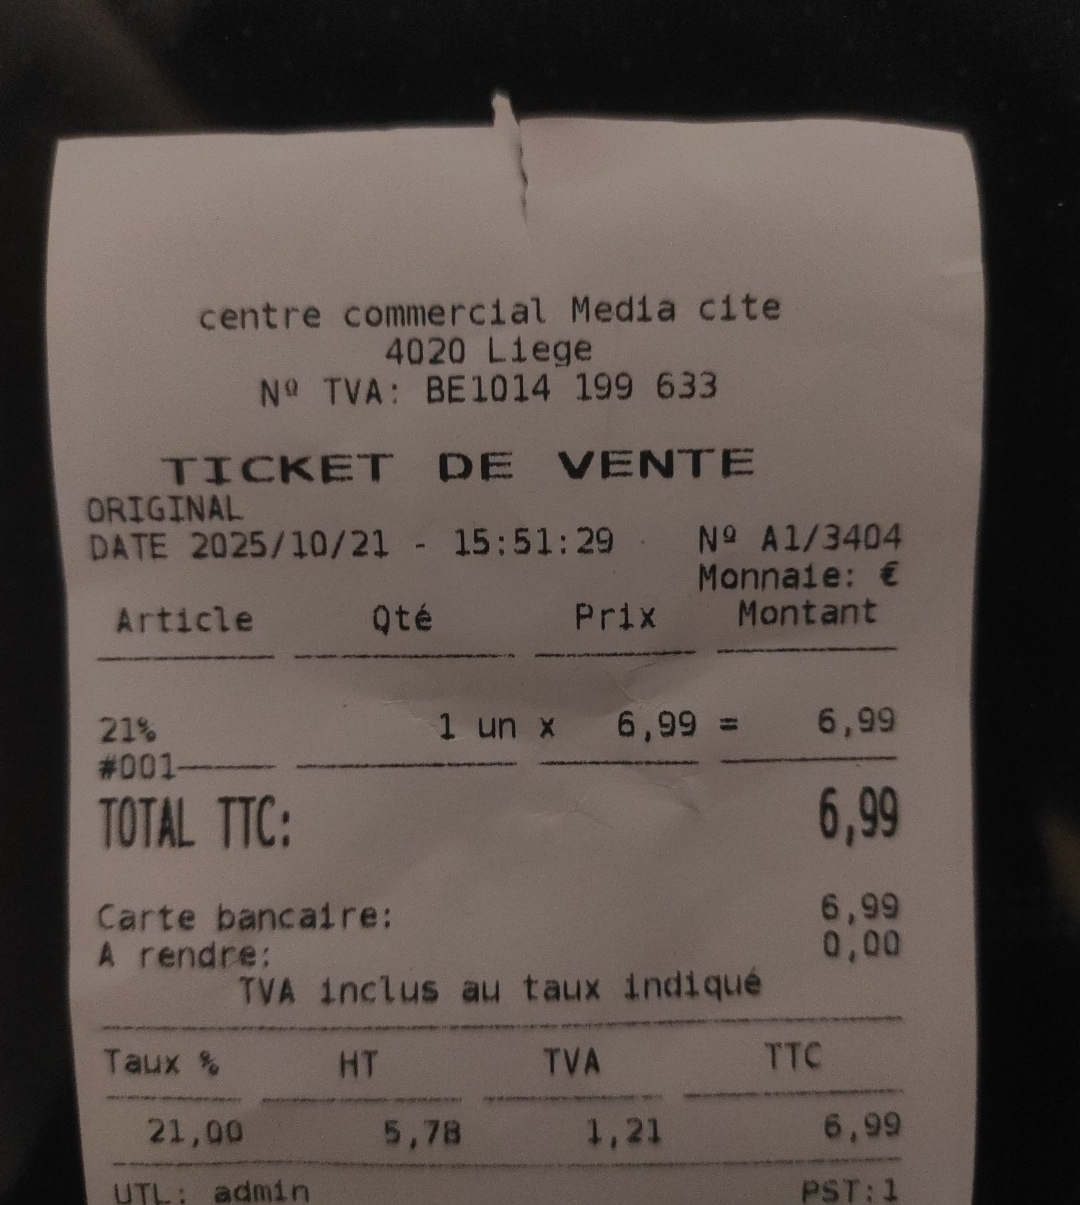 centre commercial Media cite
4020 Liege
Nº TVA: BE1014 199 633
TICKET DE VENTE
ORIGINAL
DATE 2025/10/21 - 15:51:29 Nº A1/3404
Monnaie: €
Article Qté Prix Montant
21% 1 un x 6,99 = 6,99
#001
TOTAL TTC: 6,99
Carte bancaire: 6,99
A rendre: 0,00
TVA inclus au taux indiqué
Taux % HT TVA TTC
21,00 5,78 1,21 6,99
UTL: admin PST:1